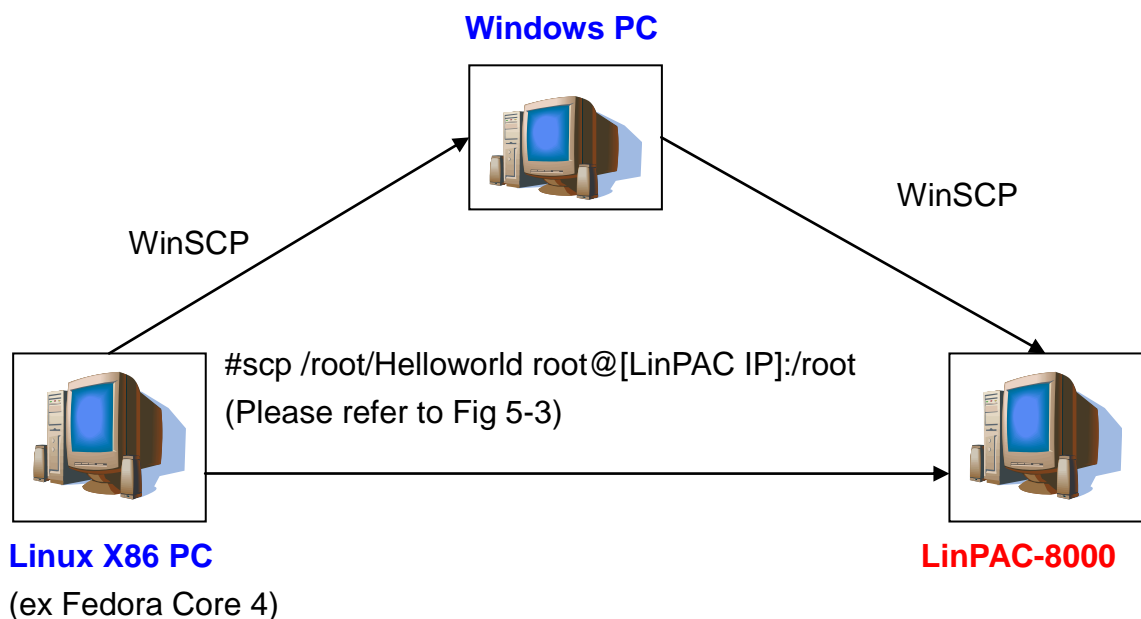 Windows PC
WinSCP
WinSCP
#scp /root/Helloworld root@[LinPAC IP]:/root
(Please refer to Fig 5-3)
Linux X86 PC
(ex Fedora Core 4)
LinPAC-8000